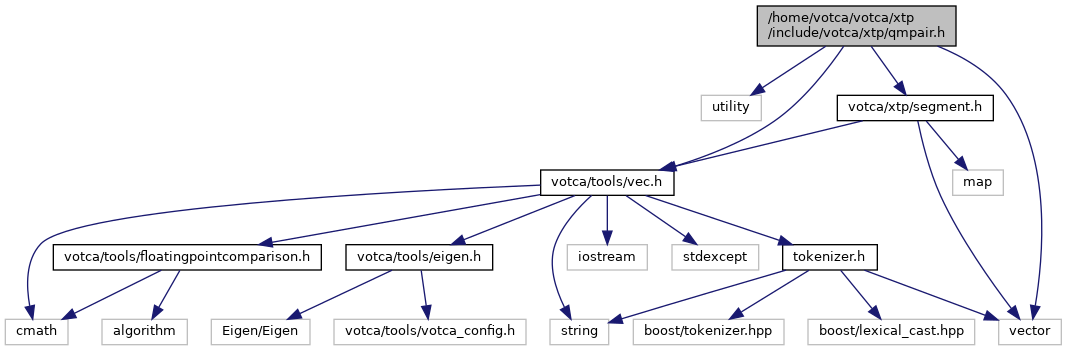 /home/votca/votca/xtp
/include/votca/xtp/qmpair.h
utility
votca/xtp/segment.h
votca/tools/vec.h
map
votca/tools/floatingpointcomparison.h
votca/tools/eigen.h
iostream
stdexcept
tokenizer.h
cmath
algorithm
Eigen/Eigen
votca/tools/votca_config.h
string
boost/tokenizer.hpp
boost/lexical_cast.hpp
vector